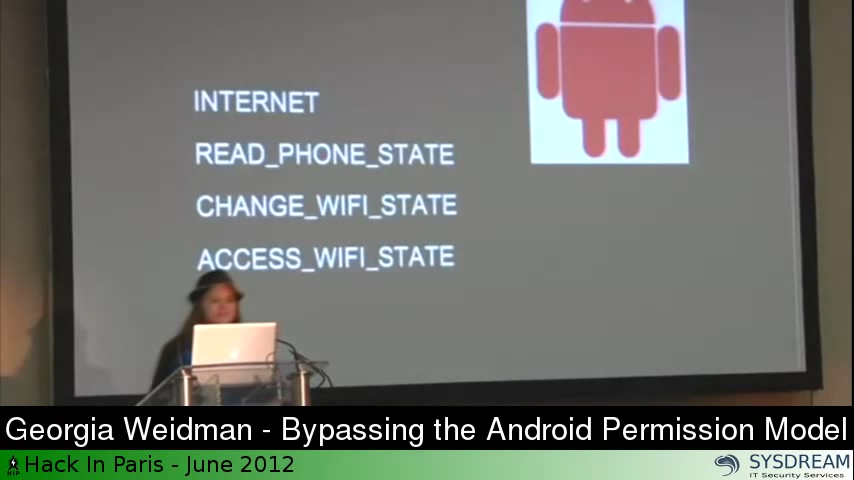 INTERNET
READ_PHONE_STATE
CHANGE_WIFI_STATE
ACCESS_WIFI_STATE
Georgia Weidman - Bypassing the Android Permission Model
HIP
Hack In Paris - June 2012
SYSDREAM
IT Security Services